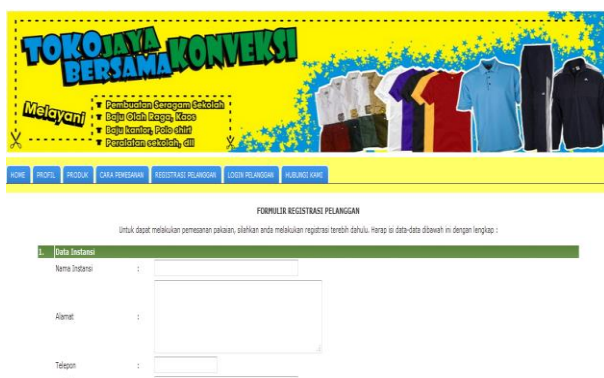 TOKO JAYA
BERSAMA KONVEKSI
Melayani
Pembuatan Seragam Sekolah
Baju Olah Raga, Kaos
Baju kantor, Polo shirt
Peralatan sekolah, dll
HOME PROFIL PRODUK CARA PEMESANAN REGISTRASI PELANGGAN LOGIN PELANGGAN HUBUNGI KAMI
FORMULIR REGISTRASI PELANGGAN
Untuk dapat melakukan pemesanan pakaian, silahkan anda melakukan registrasi terebih dahulu. Harap isi data-data dibawah ini dengan lengkap :
1. Data Instansi
Nama Instansi :
Alamat :
Telepon :